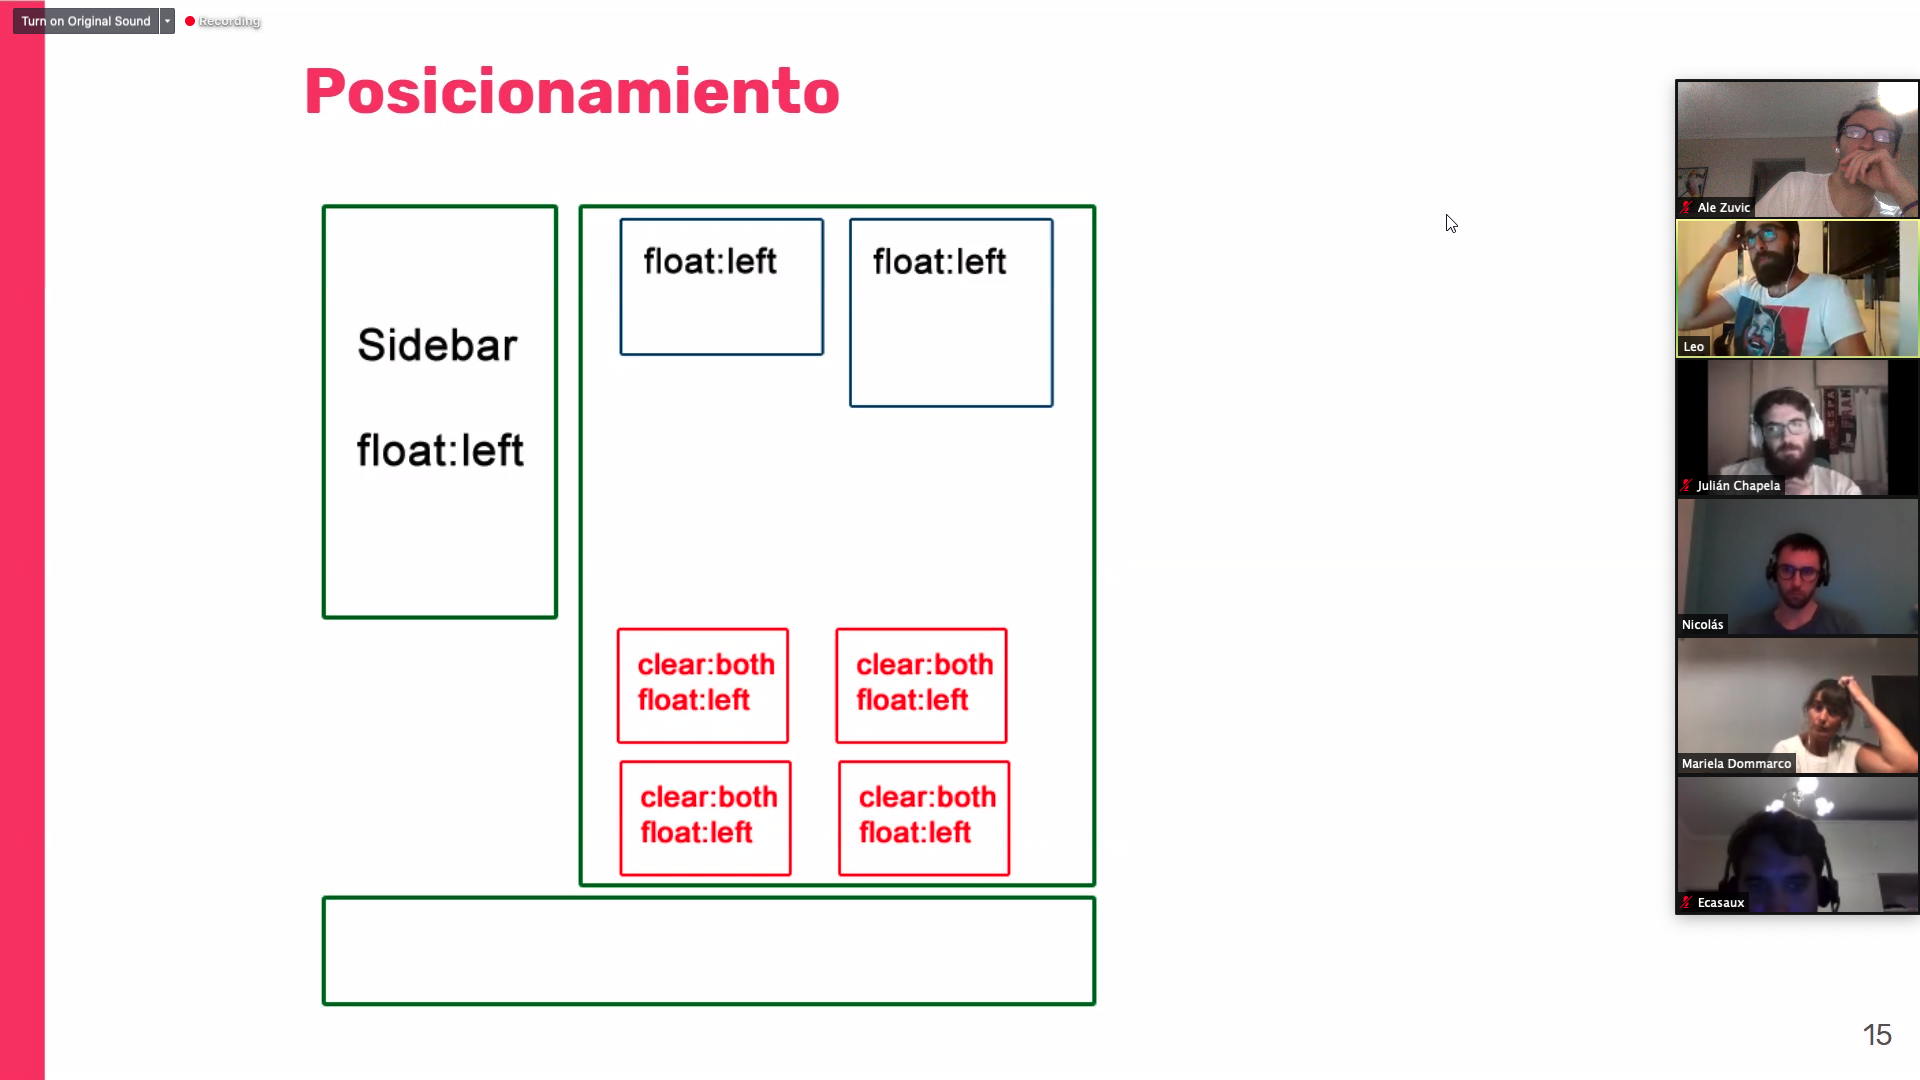 Turn on Original Sound
Recording
Posicionamiento
Sidebar
float:left
float:left
float:left
clear:both
float:left
clear:both
float:left
clear:both
float:left
clear:both
float:left
15
Ale Zuvic
Leo
Julián Chapela
Nicolás
Mariela Dommarco
Ecasaux